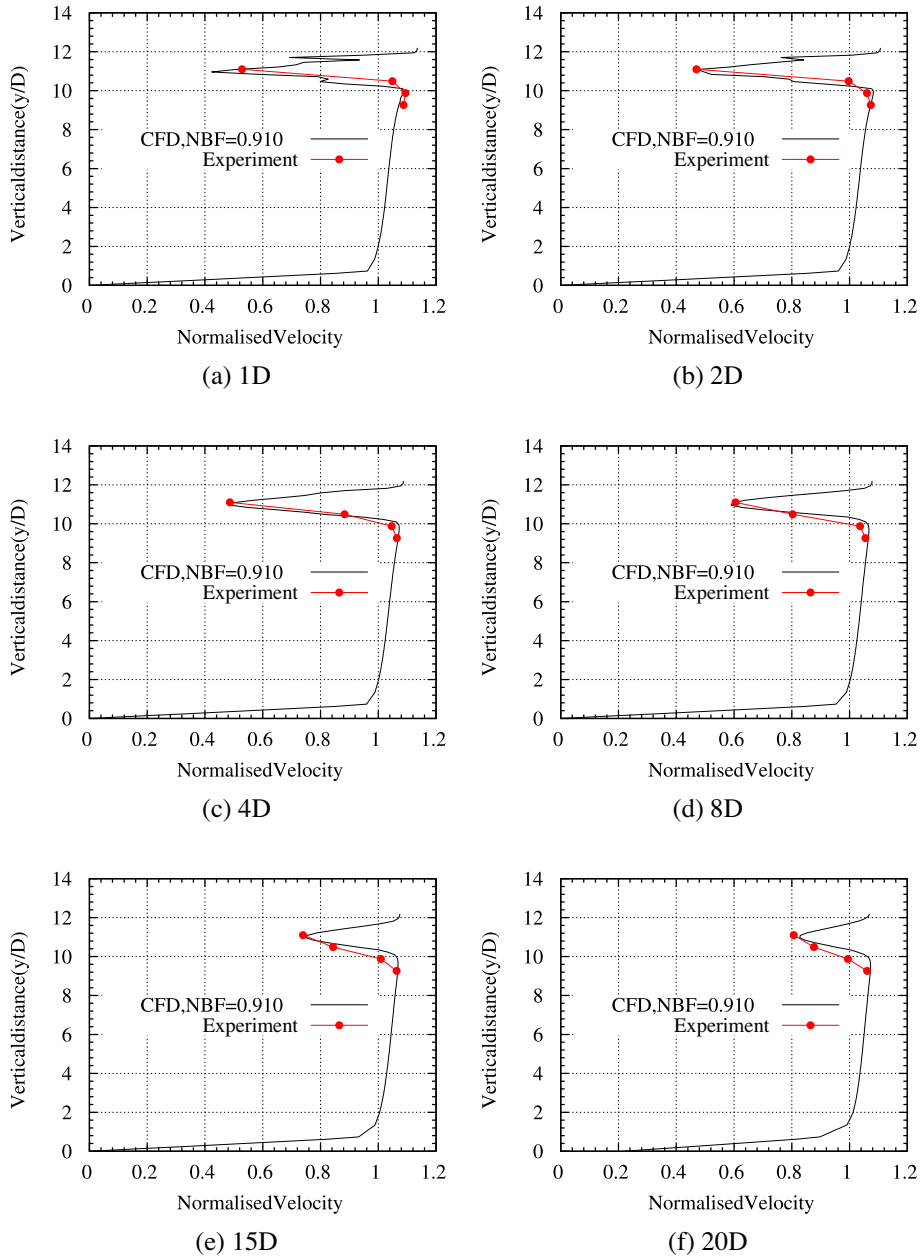 14
12
10
8
6
4
2
0
Verticaldistance(y/D)
CFD,NBF=0.910
Experiment
0 0.2 0.4 0.6 0.8 1 1.2
NormalisedVelocity
(a) 1D
14
12
10
8
6
4
2
0
Verticaldistance(y/D)
CFD,NBF=0.910
Experiment
0 0.2 0.4 0.6 0.8 1 1.2
NormalisedVelocity
(b) 2D
14
12
10
8
6
4
2
0
Verticaldistance(y/D)
CFD,NBF=0.910
Experiment
0 0.2 0.4 0.6 0.8 1 1.2
NormalisedVelocity
(c) 4D
14
12
10
8
6
4
2
0
Verticaldistance(y/D)
CFD,NBF=0.910
Experiment
0 0.2 0.4 0.6 0.8 1 1.2
NormalisedVelocity
(d) 8D
14
12
10
8
6
4
2
0
Verticaldistance(y/D)
CFD,NBF=0.910
Experiment
0 0.2 0.4 0.6 0.8 1 1.2
NormalisedVelocity
(e) 15D
14
12
10
8
6
4
2
0
Verticaldistance(y/D)
CFD,NBF=0.910
Experiment
0 0.2 0.4 0.6 0.8 1 1.2
NormalisedVelocity
(f) 20D